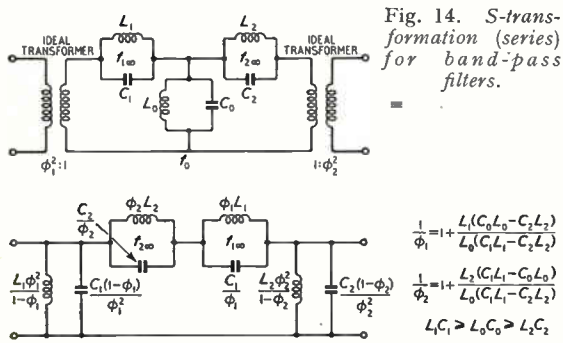 Fig. 14. S-trans-
formation (series)
for band-pass
filters.
=
IDEAL
TRANSFORMER
L₁
f₁∞
C₁
L₂
f₂∞
C₂
IDEAL
TRANSFORMER
L₀
C₀
φ₁²:1
f₀
1:φ₂²
C₂/φ₂
φ₂L₂
f₂∞
φ₁L₁
f₁∞
C₁/φ₁
L₁φ₁²/1-φ₁
C₁(1-φ₁)/φ₁²
L₂φ₂²/1-φ₂
C₂(1-φ₂)/φ₂²
1/φ₁=1+L₁(C₀L₀-C₂L₂)/L₀(C₁L₁-C₂L₂)
1/φ₂=1+L₂(C₁L₁-C₀L₀)/L₀(C₁L₁-C₂L₂)
L₁C₁ ⩾ L₀C₀ ⩾ L₂C₂